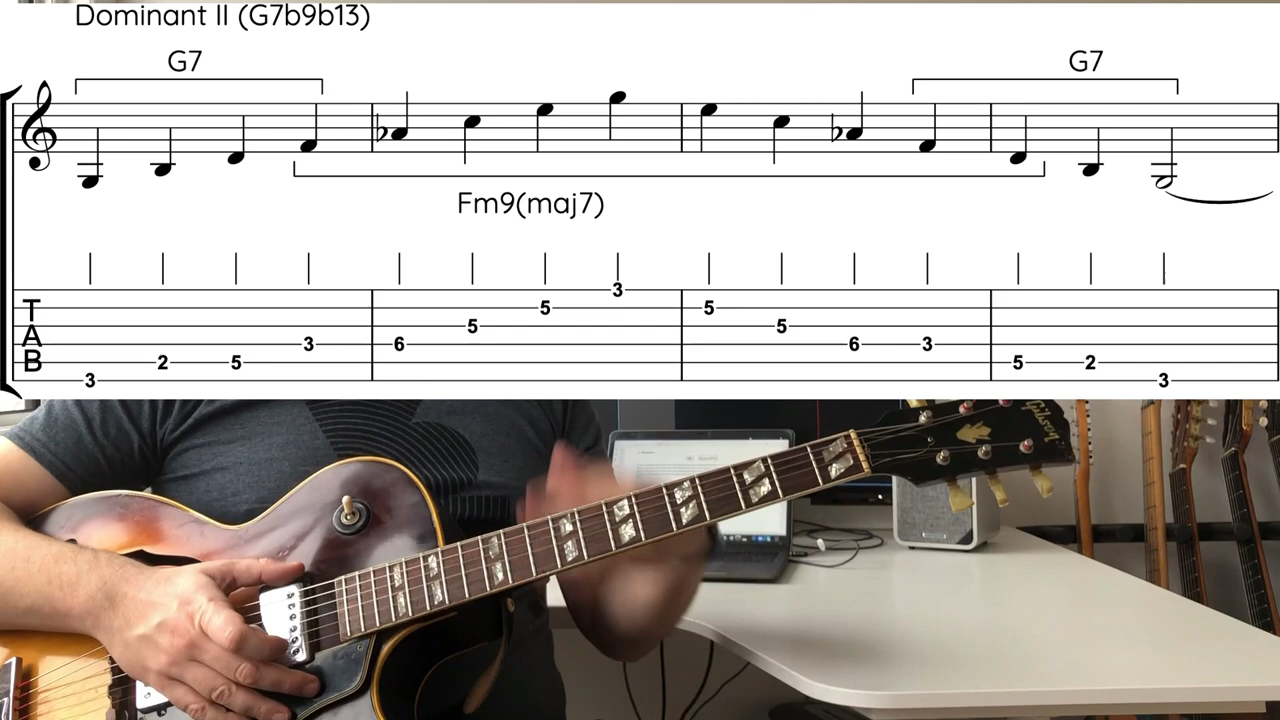 Dominant II (G7b9b13)
G7 G7
Fm9(maj7)
T
A
B
3 2 5 3 6 5 5 3 5 5 6 3 5 2 3
Gibson